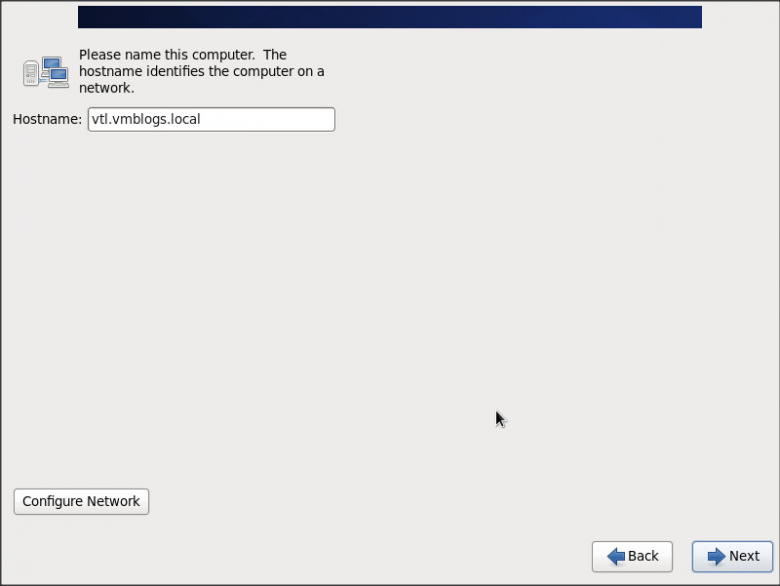 Please name this computer.  The
hostname identifies the computer on a
network.
Hostname: vtl.vmblogs.local
Configure Network
Back Next